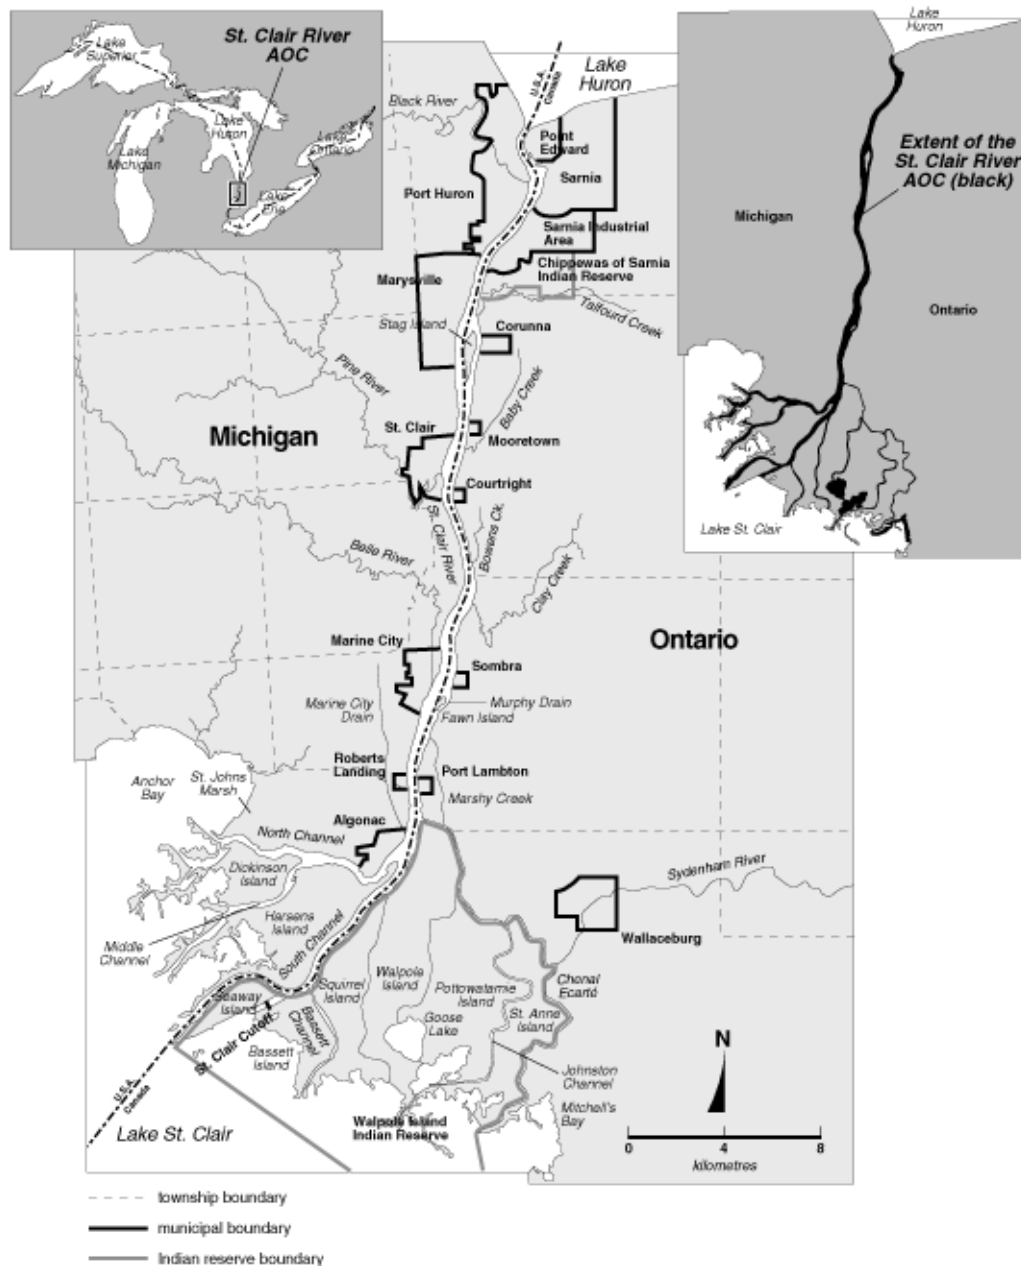 St. Clair River
AOC
Lake
Superior
Lake
Huron
Lake
Michigan
Lake
Ontario
Lake
Erie
Lake
Huron
Extent of the
St. Clair River
AOC (black)
Michigan
Ontario
Lake St. Clair
Lake
Huron
U.S.A.
Canada
Black River
Point
Edward
Sarnia
Port Huron
Sarnia Industrial
Area
Chippewas of Sarnia
Indian Reserve
Marysville
Talfourd Creek
Stag Island
Corunna
Pine River
Baby Creek
St. Clair
Mooretown
Michigan
Courtright
St. Clair River
Bowens Ck.
Belle River
Clay Creek
Marine City
Ontario
Sombra
Marine City
Drain
Murphy Drain
Fawn Island
Roberts
Landing
Port Lambton
Anchor
Bay
St. Johns
Marsh
Marshy Creek
Algonac
North Channel
Dickinson
Island
Sydenham River
Harsens
Island
South Channel
Middle
Channel
Wallaceburg
Seaway
Island
Squirrel
Island
Walpole
Island
Pottowatamie
Island
Chenal
Ecarté
St. Anne
Island
Goose
Lake
St. Clair Cutoff
Bassett
Channel
Bassett
Island
Johnston
Channel
Mitchell's
Bay
N
U.S.A.
Canada
Lake St. Clair
Walpole Island
Indian Reserve
0 4 8
kilometres
township boundary
municipal boundary
Indian reserve boundary